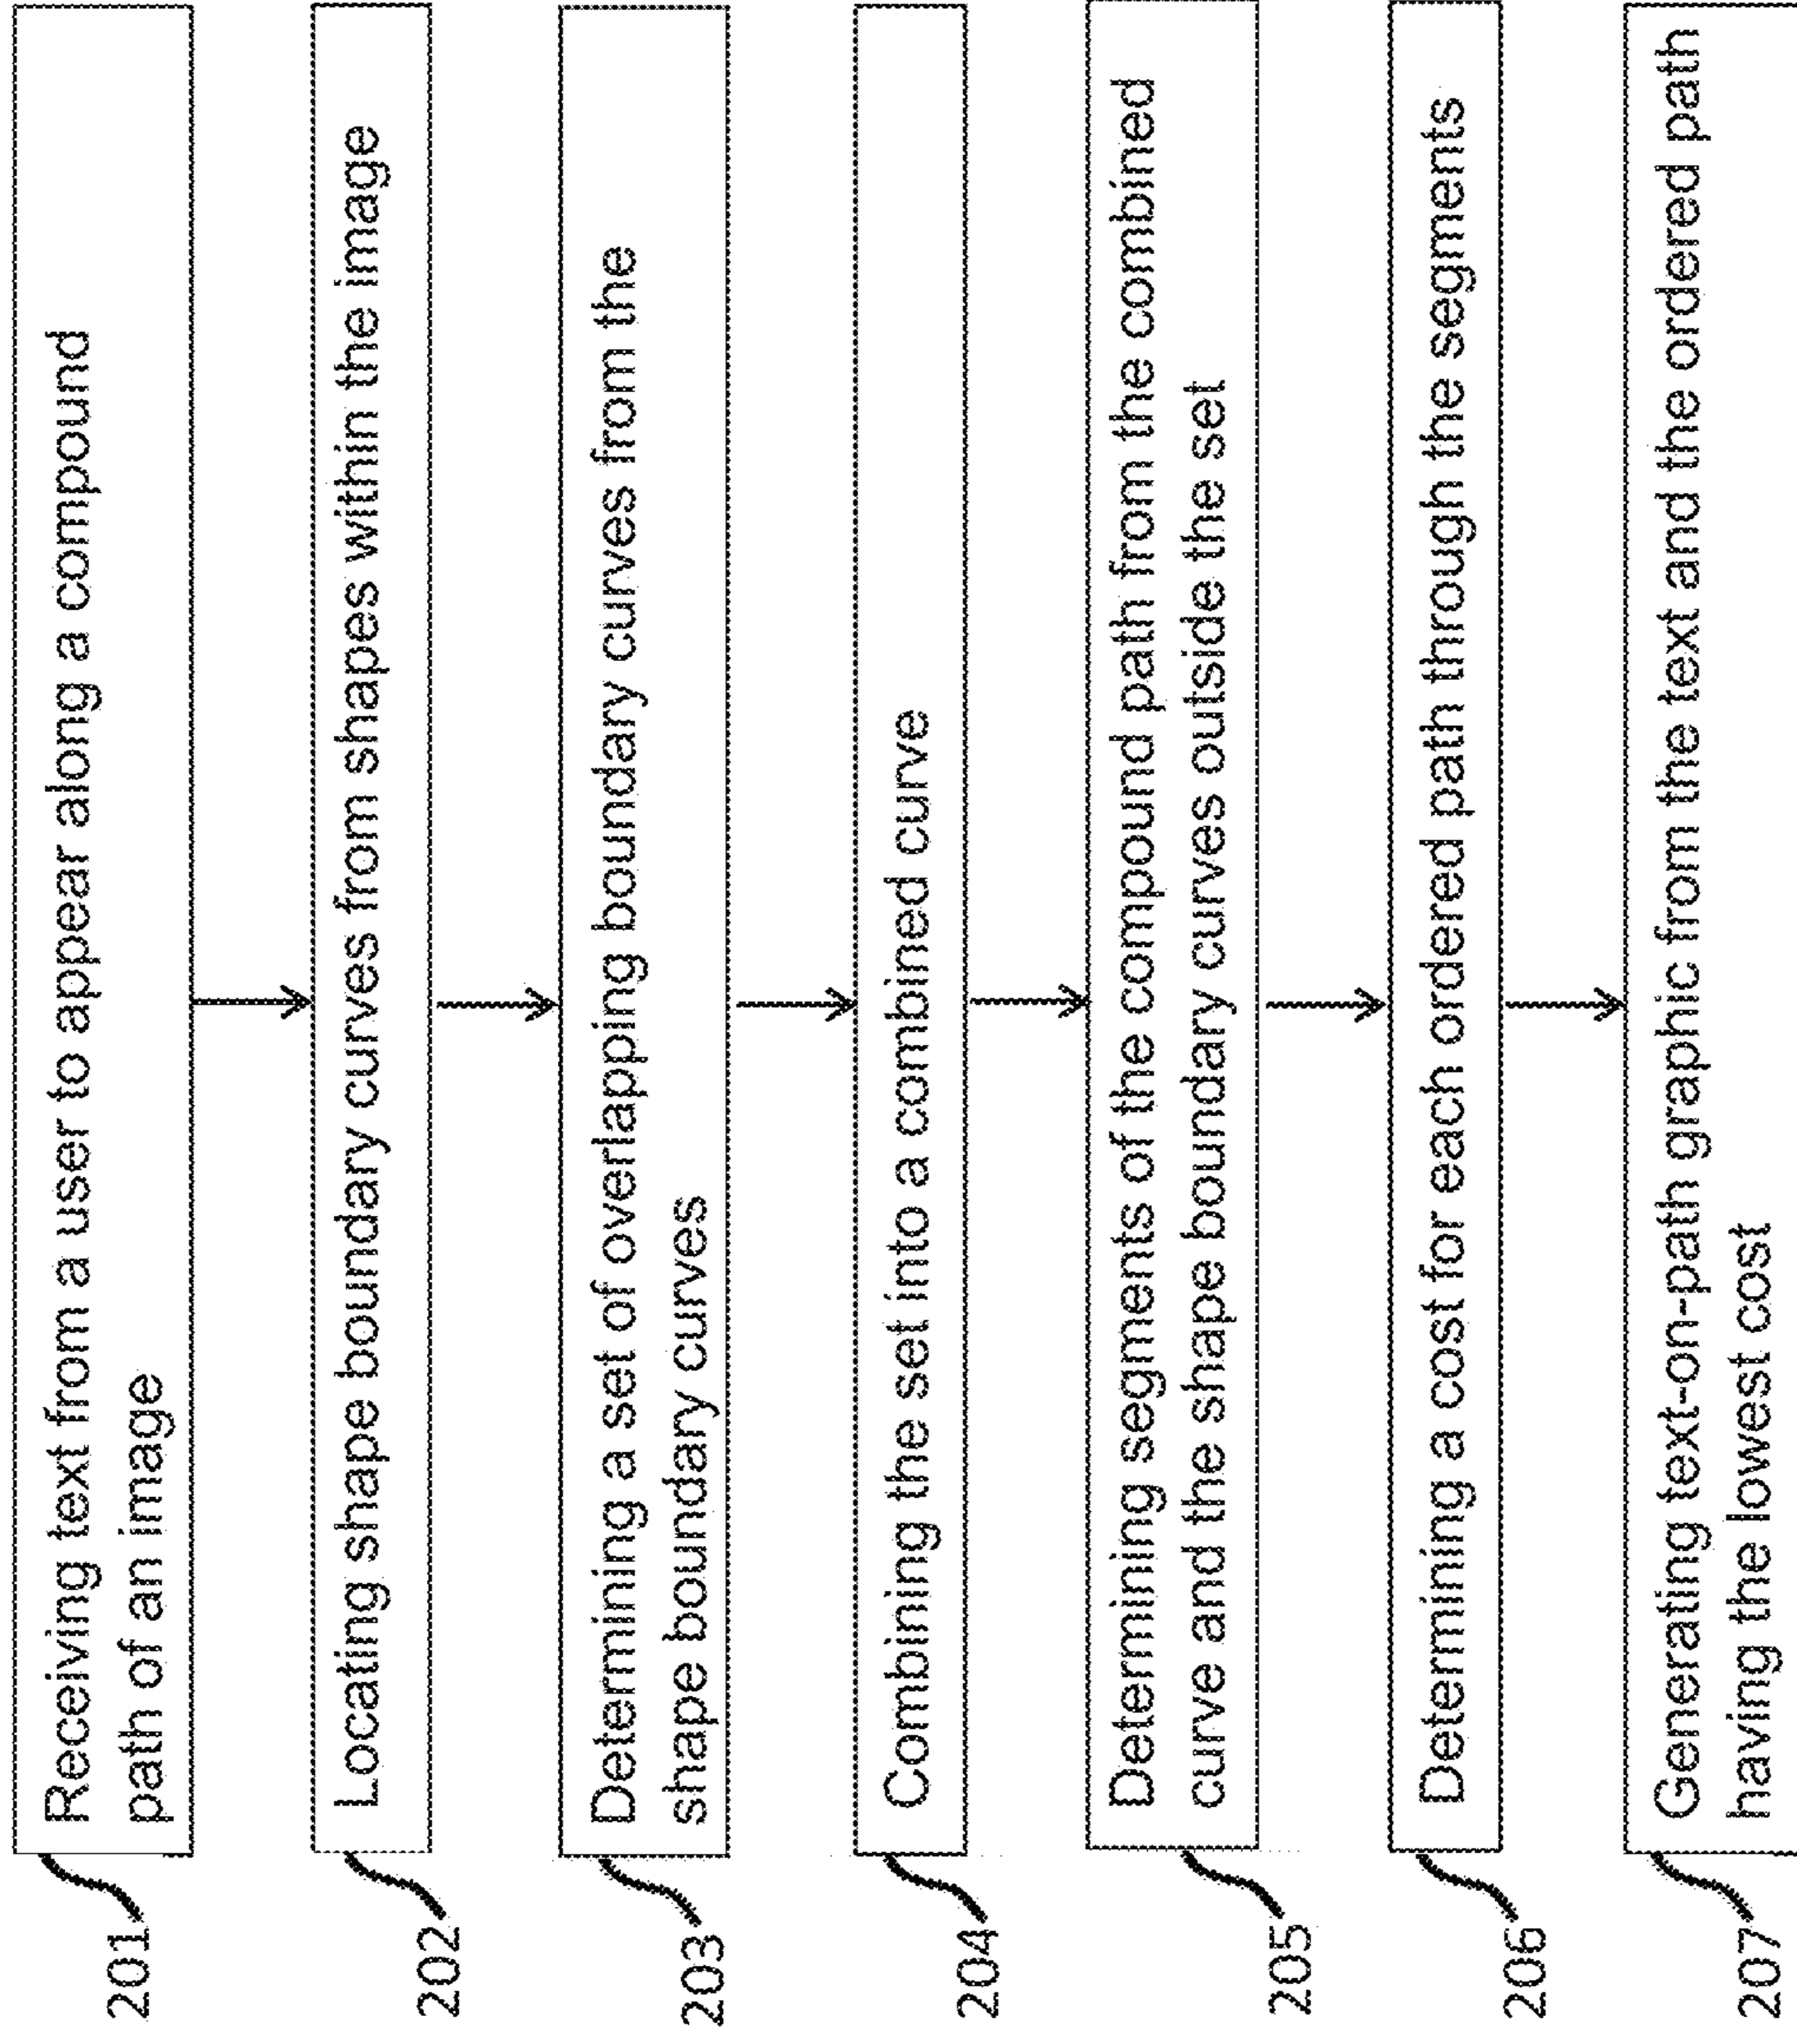 201
Receiving text from a user to appear along a compound
path of an image
202
Locating shape boundary curves from shapes within the image
203
Determining a set of overlapping boundary curves from the
shape boundary curves
204
Combining the set into a combined curve
205
Determining segments of the compound path from the combined
curve and the shape boundary curves outside the set
206
Determining a cost for each ordered path through the segments
207
Generating text-on-path graphic from the text and the ordered path
having the lowest cost